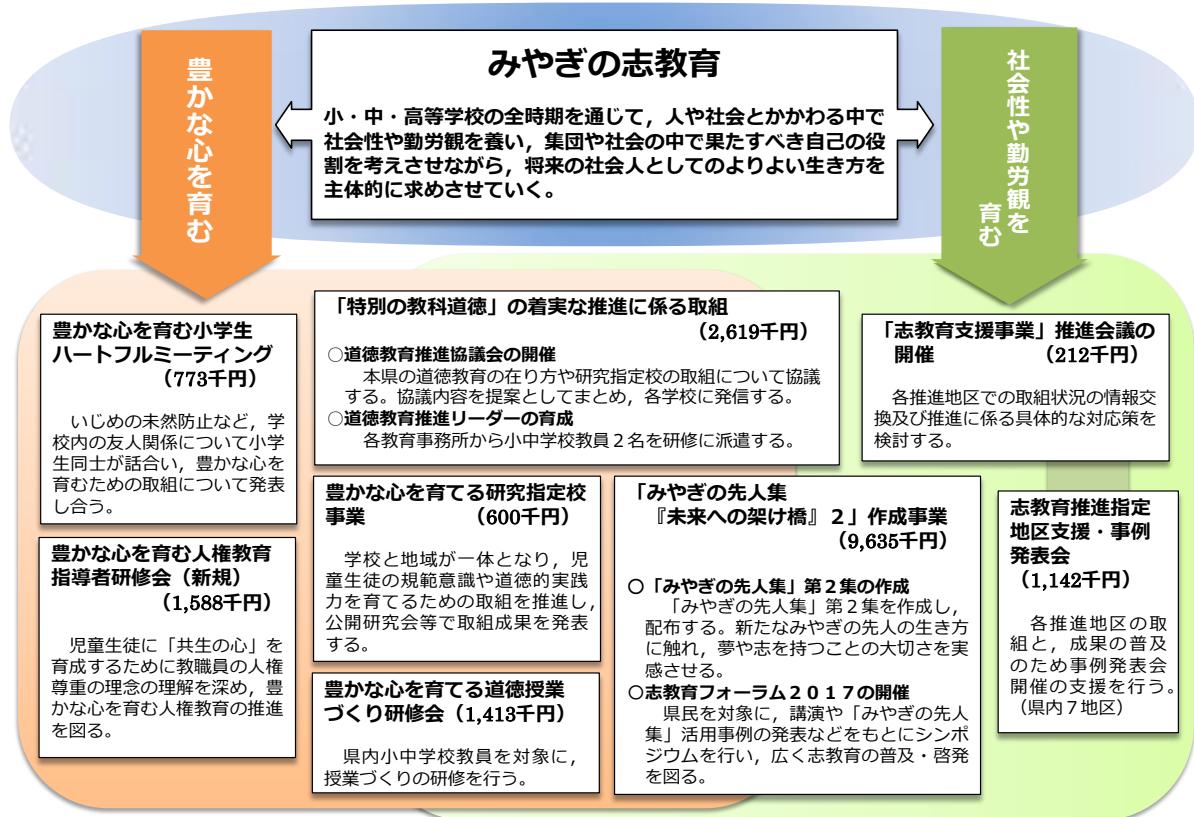 みやぎの志教育
小・中・高等学校の全時期を通じて，人や社会とかかわる中で
社会性や勤労観を養い，集団や社会の中で果たすべき自己の役
割を考えさせながら，将来の社会人としてのよりよい生き方を
主体的に求めさせていく。
豊かな心を育む
社会性や勤労観を
育む
豊かな心を育む小学生
ハートフルミーティング
（773千円）
いじめの未然防止など，学
校内の友人関係について小学
生同士が話合い，豊かな心を
育むための取組について発表
し合う。
豊かな心を育む人権教育
指導者研修会（新規）
（1,588千円）
児童生徒に「共生の心」を
育成するために教職員の人権
尊重の理念の理解を深め，豊
かな心を育む人権教育の推進
を図る。
「特別の教科道徳」の着実な推進に係る取組
（2,619千円）
○道徳教育推進協議会の開催
本県の道徳教育の在り方や研究指定校の取組について協議
する。協議内容を提案としてまとめ，各学校に発信する。
○道徳教育推進リーダーの育成
各教育事務所から小中学校教員２名を研修に派遣する。
豊かな心を育てる研究指定校
事業　（600千円）
学校と地域が一体となり，児
童生徒の規範意識や道徳的実践
力を育てるための取組を推進し，
公開研究会等で取組成果を発表
する。
豊かな心を育てる道徳授業
づくり研修会（1,413千円）
県内小中学校教員を対象に，
授業づくりの研修を行う。
「みやぎの先人集
『未来への架け橋』２」作成事業
（9,635千円）
○「みやぎの先人集」第２集の作成
「みやぎの先人集」第２集を作成し，
配布する。新たなみやぎの先人の生き方
に触れ，夢や志を持つことの大切さを実
感させる。
○志教育フォーラム２０１７の開催
県民を対象に，講演や「みやぎの先人
集」活用事例の発表などをもとにシンポ
ジウムを行い，広く志教育の普及・啓発
を図る。
「志教育支援事業」推進会議の
開催　（212千円）
各推進地区での取組状況の情報交
換及び推進に係る具体的な対応策を
検討する。
志教育推進指定
地区支援・事例
発表会
（1,142千円）
各推進地区の取
組と，成果の普及
のため事例発表会
開催の支援を行う。
（県内７地区）